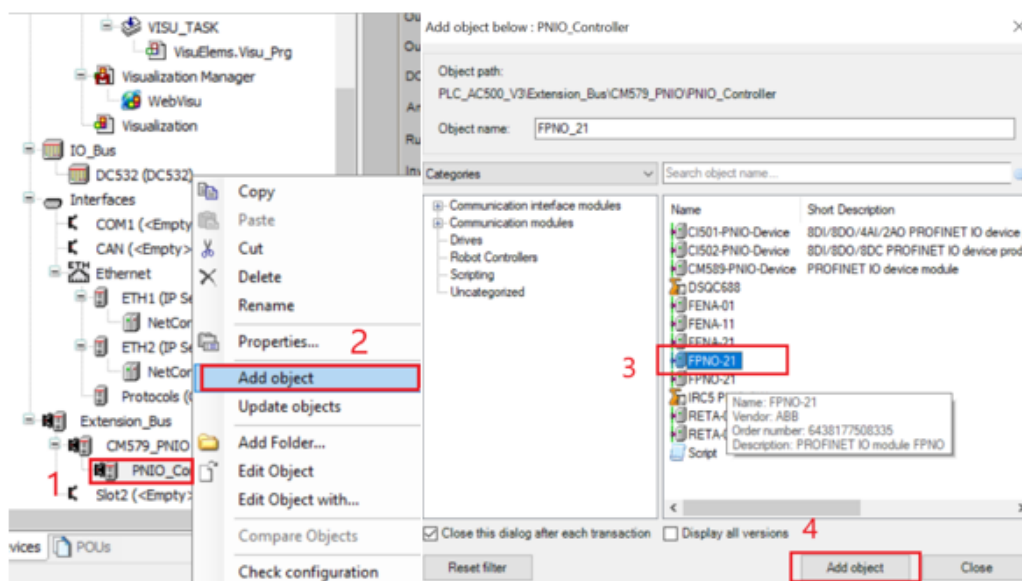 VISU_TASK
VisuElems.Visu_Prg
Visualization Manager
WebVisu
Visualization
IO_Bus
DC532 (DC532)
Interfaces
COM1 (<Empty
CAN (<Empty>
Ethernet
ETH1 (IP Se
NetCor
ETH2 (IP Se
NetCor
Protocols (
Extension_Bus
CM579_PNIO
1
PNIO_Co
Slot2 (<Empty>
vices
POUs
Copy
Paste
Cut
Delete
Rename
Properties...
2
Add object
Update objects
Add Folder...
Edit Object
Edit Object with...
Compare Objects
Check configuration
Ou
Ou
DC
An
Ru
Add object below : PNIO_Controller
Object path:
PLC_AC500_V3\Extension_Bus\CM579_PNIO\PNIO_Controller
Object name:
FPNO_21
Categories
Search object name...
Communication interface modules
Communication modules
Drives
Robot Controllers
Scripting
Uncategorized
Name Short Description
CI501-PNIO-Device 8DI/8DO/4AI/2AO PROFINET IO device
CI502-PNIO-Device 8DI/8DO/8DC PROFINET IO device prod
CM589-PNIO-Device PROFINET IO device module
DSQC688
FENA-01
FENA-11
FENA-21
3
FPNO-21
FPNO-21
IRC5 P
RETA-
RETA-
Script
Name: FPNO-21
Vendor: ABB
Order number: 6438177508335
Description: PROFINET IO module FPNO
Close this dialog after each transaction
Display all versions
4
Reset filter
Add object
Close